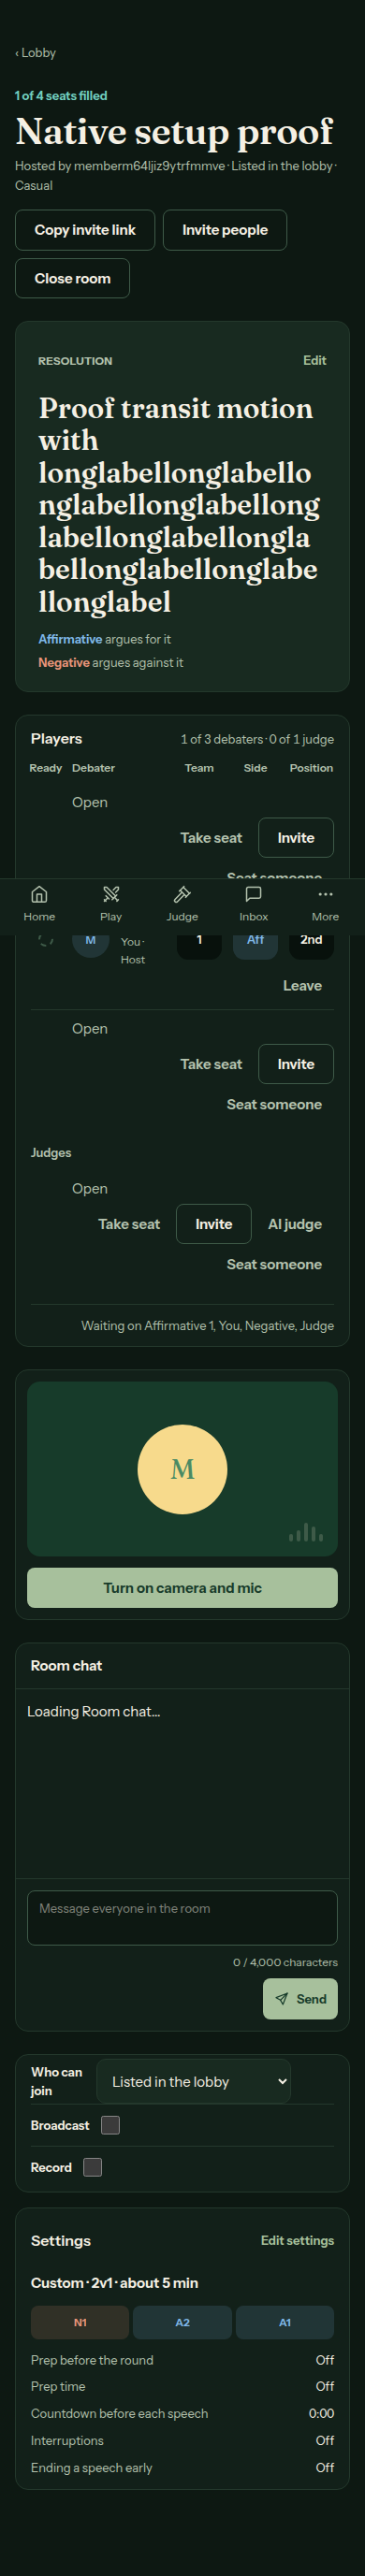 ‹ Lobby
1 of 4 seats filled
Native setup proof
Hosted by memberm64ljiz9ytrfmmve · Listed in the lobby ·
Casual
Copy invite link
Invite people
Close room
RESOLUTION
Edit
Proof transit motion
with
longlabellonglabello
nglabellonglabellong
labellonglabellongla
bellonglabellonglabe
llonglabel
Affirmative argues for it
Negative argues against it
Players
1 of 3 debaters · 0 of 1 judge
Ready Debater Team Side Position
Open
Take seat Invite
Seat someone
Home Play Judge Inbox More
M You · 1 Aff 2nd
Host
Leave
Open
Take seat Invite
Seat someone
Judges
Open
Take seat Invite AI judge
Seat someone
Waiting on Affirmative 1, You, Negative, Judge
M
Turn on camera and mic
Room chat
Loading Room chat...
Message everyone in the room
0 / 4,000 characters
Send
Who can
join
Listed in the lobby
Broadcast
Record
Settings
Edit settings
Custom · 2v1 · about 5 min
N1 A2 A1
Prep before the round Off
Prep time Off
Countdown before each speech 0:00
Interruptions Off
Ending a speech early Off